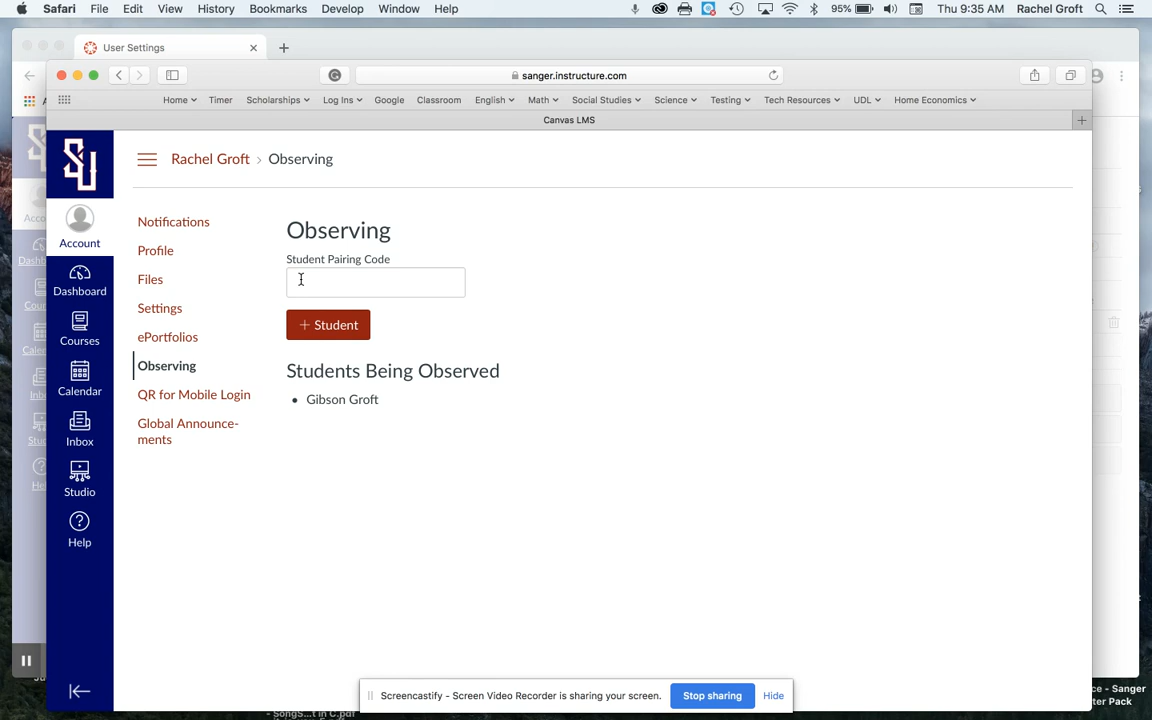 Safari File Edit View History Bookmarks Develop Window Help 95% Thu 9:35 AM Rachel Groft
User Settings
sanger.instructure.com
Home Timer Scholarships Log Ins Google Classroom English Math Social Studies Science Testing Tech Resources UDL Home Economics
Canvas LMS
Rachel Groft › Observing
Account
Dashboard
Courses
Calendar
Inbox
Studio
Help
Notifications
Profile
Files
Settings
ePortfolios
Observing
QR for Mobile Login
Global Announce-
ments
Observing
Student Pairing Code
+ Student
Students Being Observed
• Gibson Groft
Screencastify - Screen Video Recorder is sharing your screen. Stop sharing Hide
ce - Sanger
ter Pack